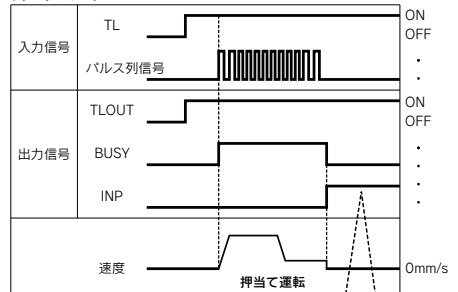 TL
ON
OFF
入力信号
パルス列信号
TLOUT
ON
OFF
出力信号
BUSY
INP
速度
0mm/s
押当て運転